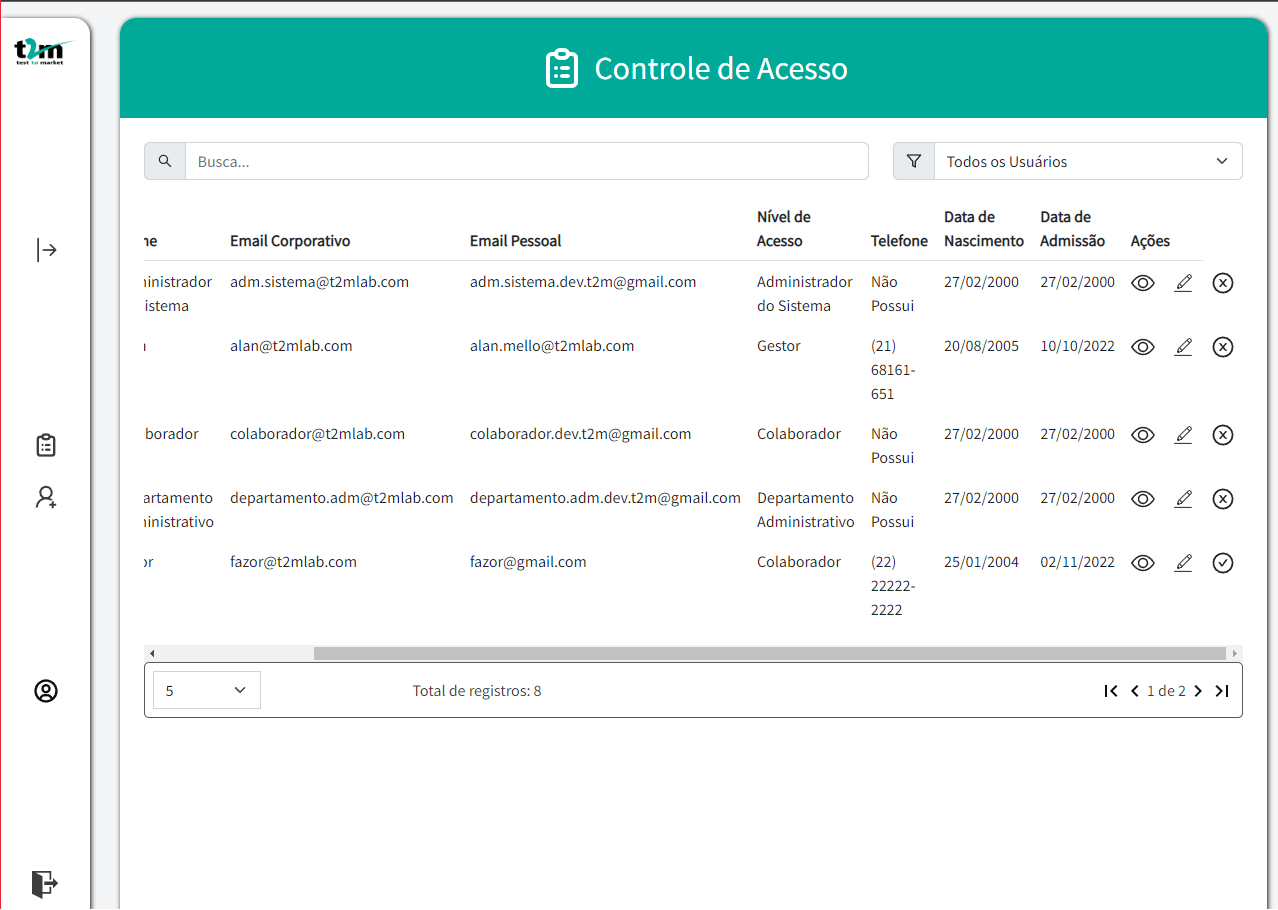 t2m
test to market
Controle de Acesso
Busca...
Todos os Usuários
Nível de
Data de
Data de
ne
Email Corporativo
Email Pessoal
Acesso
Telefone
Nascimento
Admissão
Ações
inistrador
adm.sistema@t2mlab.com
adm.sistema.dev.t2m@gmail.com
Administrador
Não
27/02/2000
27/02/2000
istema
do Sistema
Possui
alan@t2mlab.com
alan.mello@t2mlab.com
Gestor
(21)
20/08/2005
10/10/2022
68161-
651
borador
colaborador@t2mlab.com
colaborador.dev.t2m@gmail.com
Colaborador
Não
27/02/2000
27/02/2000
Possui
artamento
departamento.adm@t2mlab.com
departamento.adm.dev.t2m@gmail.com
Departamento
Não
27/02/2000
27/02/2000
inistrativo
Administrativo
Possui
or
fazor@t2mlab.com
fazor@gmail.com
Colaborador
(22)
25/01/2004
02/11/2022
22222-
2222
5
Total de registros: 8
1 de 2